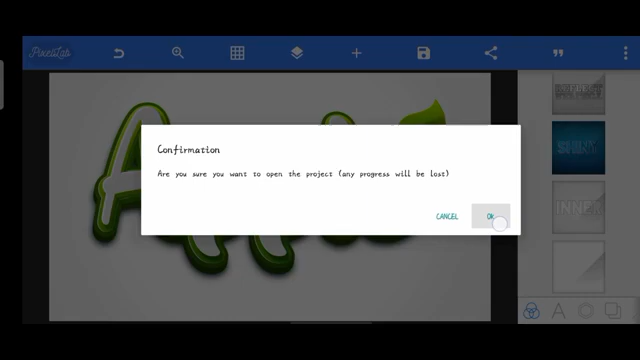 PixelLab
Confirmation
Are you sure you want to open the project (any progress will be lost)
CANCEL
OK
SHINY
INNER
A